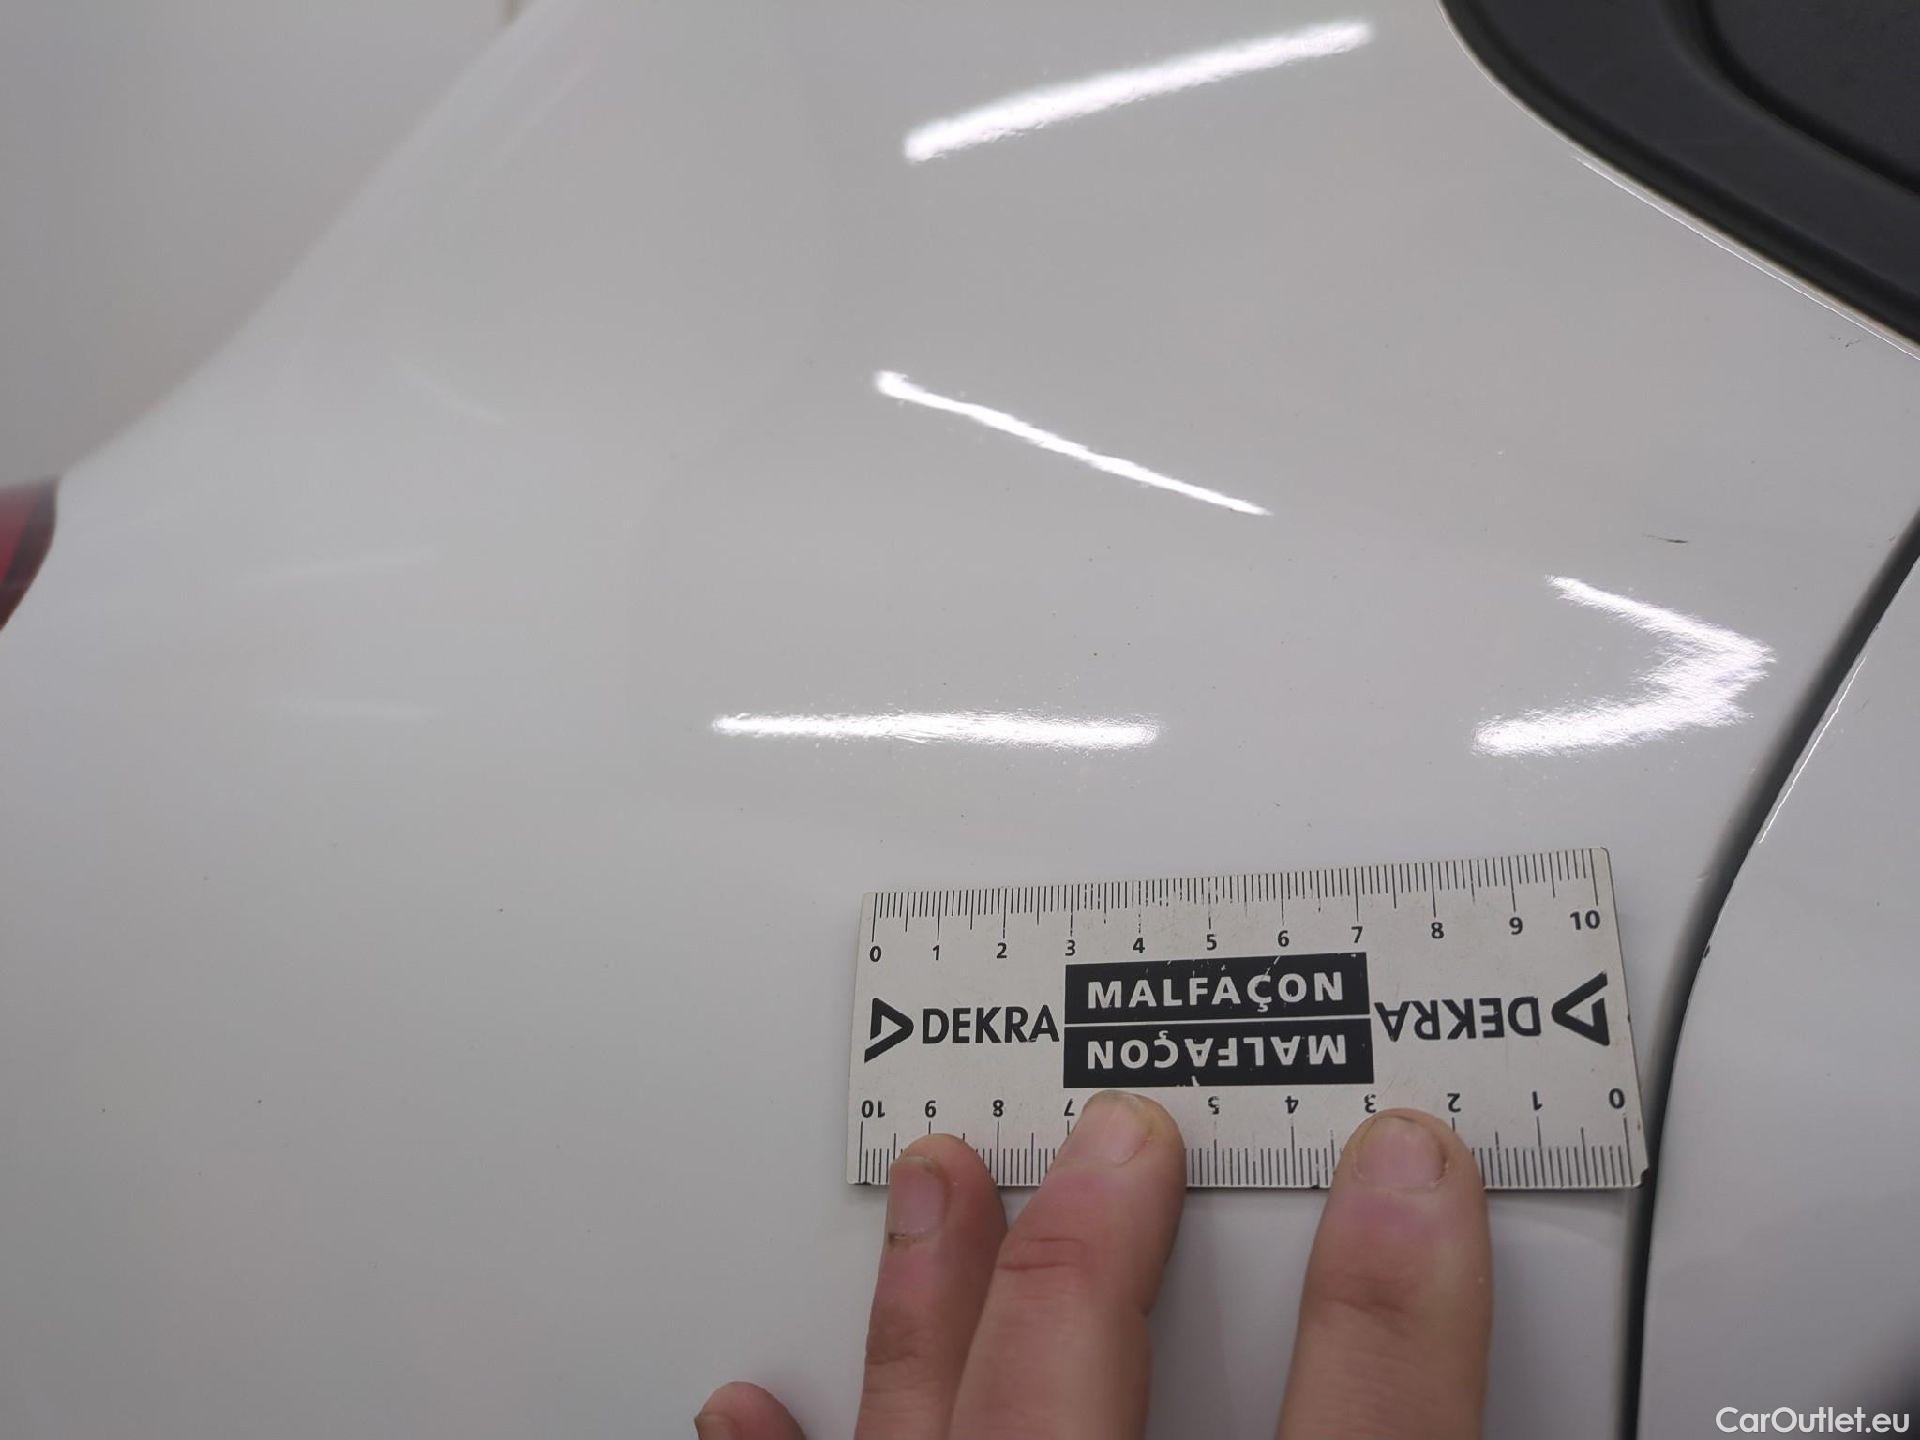 0 1 2 3 4 5 6 7 8 9 10
DEKRA MALFAÇON DEKRA
MALFAÇON
10 9 8 7 5 4 3 2 1 0
CarOutlet.eu